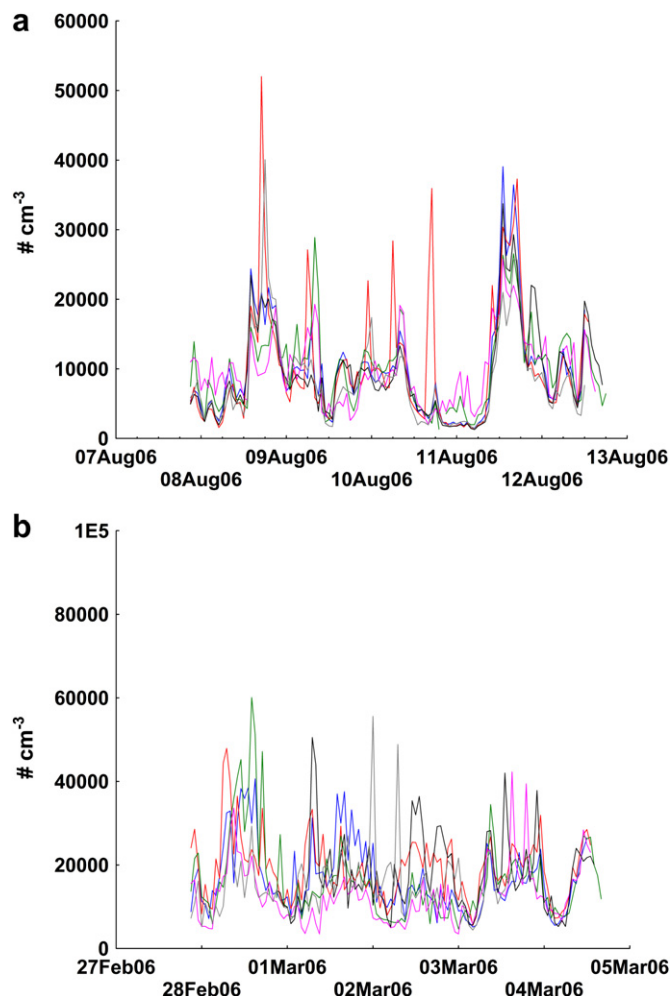 a
60000
50000
40000
30000
20000
10000
0
# cm-3
07Aug06
09Aug06
11Aug06
13Aug06
08Aug06
10Aug06
12Aug06
b
1E5
80000
60000
40000
20000
0
# cm-3
27Feb06
01Mar06
03Mar06
05Mar06
28Feb06
02Mar06
04Mar06